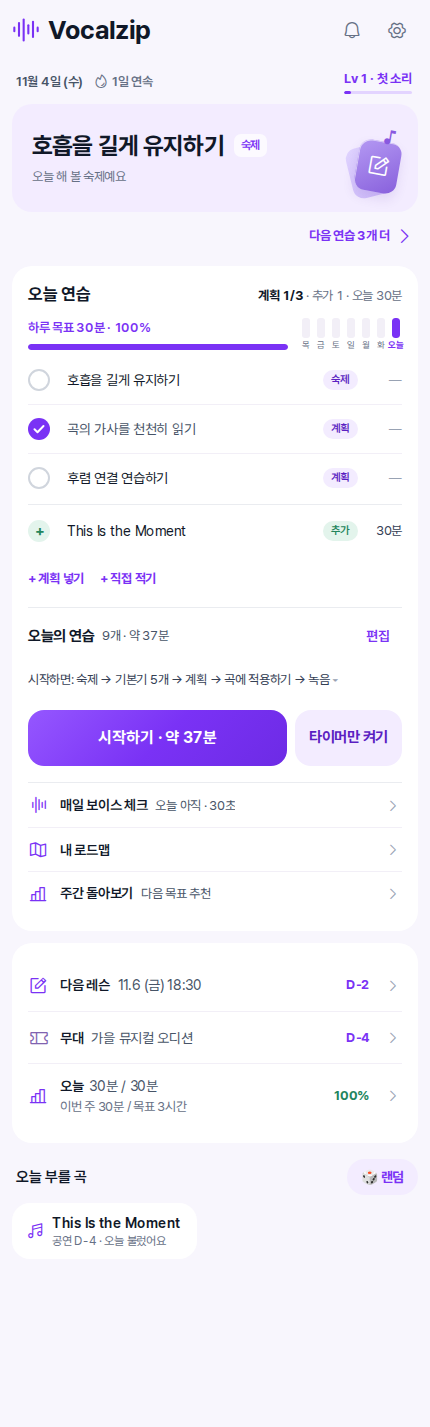 Vocalzip
11월 4일 (수) 1일 연속 Lv 1 · 첫 소리
호흡을 길게 유지하기 숙제
오늘 해 볼 숙제예요
다음 연습 3개 더
오늘 연습 계획 1/3 · 추가 1 · 오늘 30분
하루 목표 30분 · 100%
목 금 토 일 월 화 오늘
호흡을 길게 유지하기 숙제 —
곡의 가사를 천천히 읽기 계획 —
후렴 연결 연습하기 계획 —
+ This Is the Moment 추가 30분
+ 계획 넣기 + 직접 적기
오늘의 연습 9개 · 약 37분 편집
시작하면: 숙제 → 기본기 5개 → 계획 → 곡에 적용하기 → 녹음
시작하기 · 약 37분 타이머만 켜기
매일 보이스 체크 오늘 아직 · 30초
내 로드맵
주간 돌아보기 다음 목표 추천
다음 레슨 11.6 (금) 18:30 D-2
무대 가을 뮤지컬 오디션 D-4
오늘 30분 / 30분 100%
이번 주 30분 / 목표 3시간
오늘 부를 곡 🎲 랜덤
This Is the Moment
공연 D-4 · 오늘 불렀어요